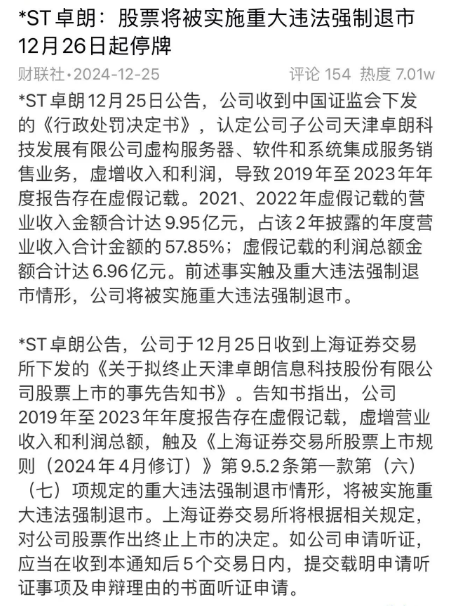 *ST卓朗：股票将被实施重大违法强制退市
12月26日起停牌
财联社·2024-12-25 评论 154 热度 7.01w
*ST卓朗12月25日公告，公司收到中国证监会下发
的《行政处罚决定书》，认定公司子公司天津卓朗科
技发展有限公司虚构服务器、软件和系统集成服务销
售业务，虚增收入和利润，导致2019年至2023年年
度报告存在虚假记载。2021、2022年虚假记载的营
业收入金额合计达9.95亿元，占该2年披露的年度营
业收入合计金额的57.85%；虚假记载的利润总额金
额合计达6.96亿元。前述事实触及重大违法强制退
市情形，公司将被实施重大违法强制退市。
*ST卓朗公告，公司于12月25日收到上海证券交易
所下发的《关于拟终止天津卓朗信息科技股份有限公
司股票上市的事先告知书》。告知书指出，公司
2019年至2023年年度报告存在虚假记载，虚增营业
收入和利润总额，触及《上海证券交易所股票上市规
则（2024年4月修订）》第9.5.2条第一款第（六）
（七）项规定的重大违法强制退市情形，将被实施重
大违法强制退市。上海证券交易所将根据相关规定，
对公司股票作出终止上市的决定。如公司申请听证，
应当在收到本通知后5个交易日内，提交载明申请听
证事项及申辩理由的书面听证申请。